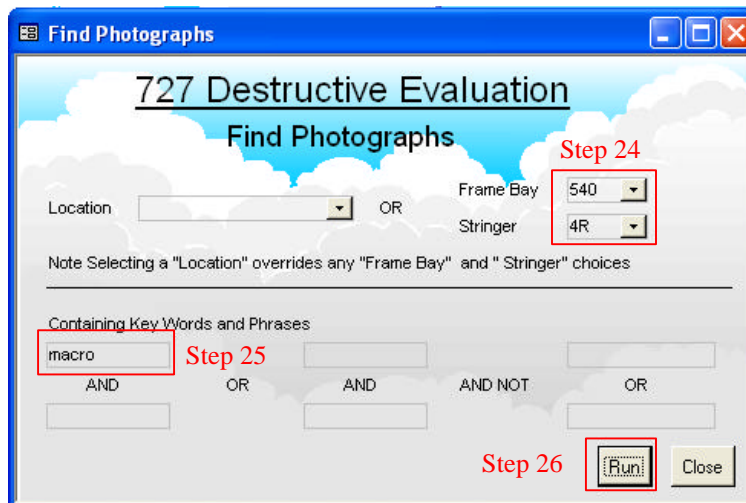 Find Photographs
727 Destructive Evaluation
Find Photographs
Step 24
Location OR Frame Bay 540
Stringer 4R
Note Selecting a "Location" overrides any "Frame Bay" and " Stringer" choices
Containing Key Words and Phrases
macro Step 25
AND OR AND AND NOT OR
Step 26 Run Close